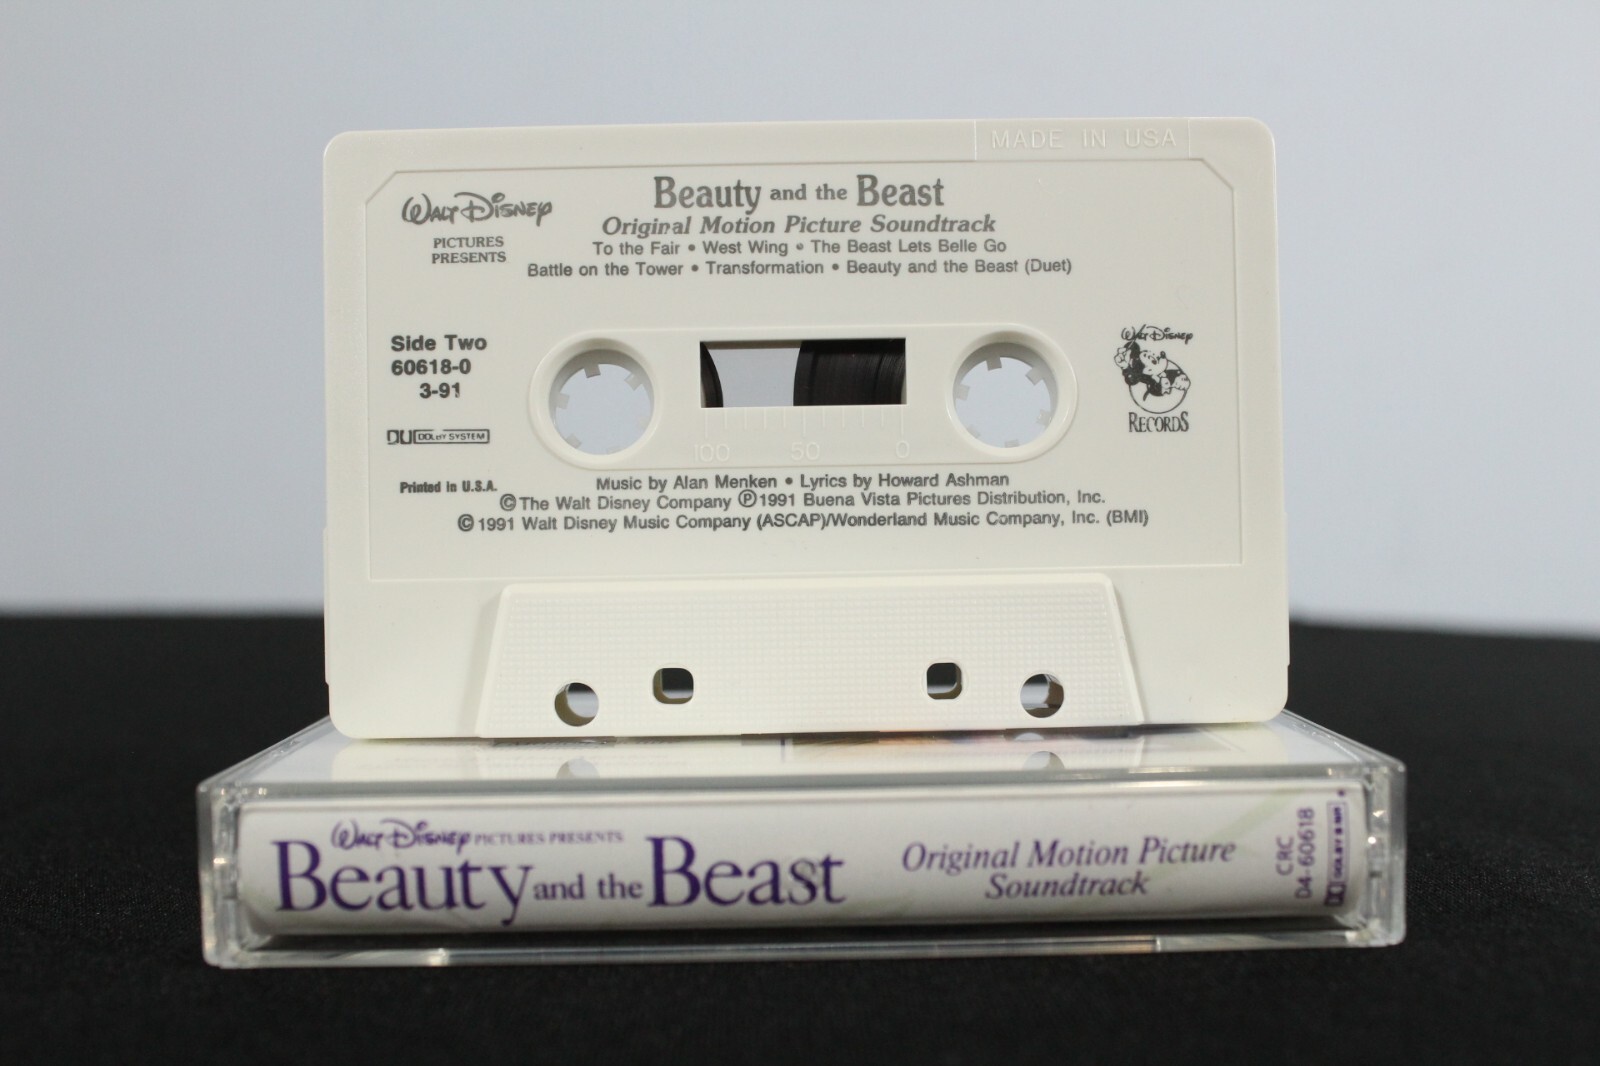 MADE IN USA
WALT DISNEY
PICTURES
PRESENTS
Beauty and the Beast
Original Motion Picture Soundtrack
To the Fair • West Wing • The Beast Lets Belle Go
Battle on the Tower • Transformation • Beauty and the Beast (Duet)
Side Two
60618-0
3-91
DOLBY SYSTEM
Printed in U.S.A.
WALT DISNEY
RECORDS
100 50 0
Music by Alan Menken • Lyrics by Howard Ashman
© The Walt Disney Company ℗ 1991 Buena Vista Pictures Distribution, Inc.
© 1991 Walt Disney Music Company (ASCAP)/Wonderland Music Company, Inc. (BMI)
WALT DISNEY PICTURES PRESENTS
Beauty and the Beast
Original Motion Picture
Soundtrack
CRC
D4-60618
DOLBY B NR